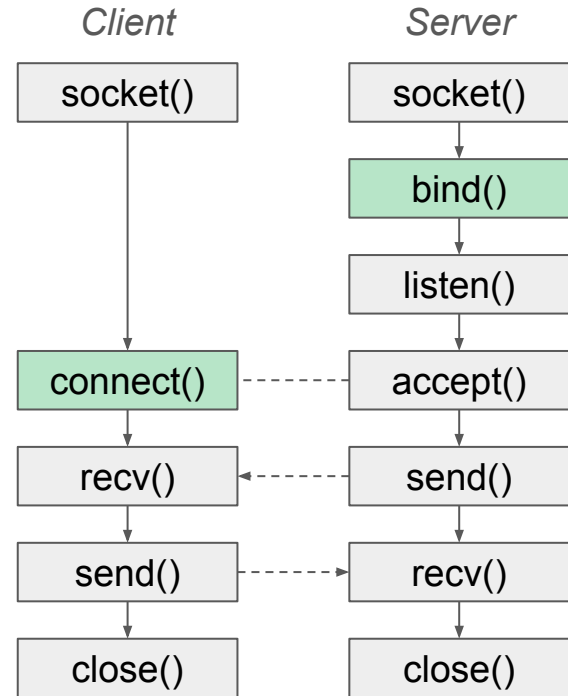 Client
Server
socket()
socket()
bind()
listen()
connect()
accept()
recv()
send()
send()
recv()
close()
close()